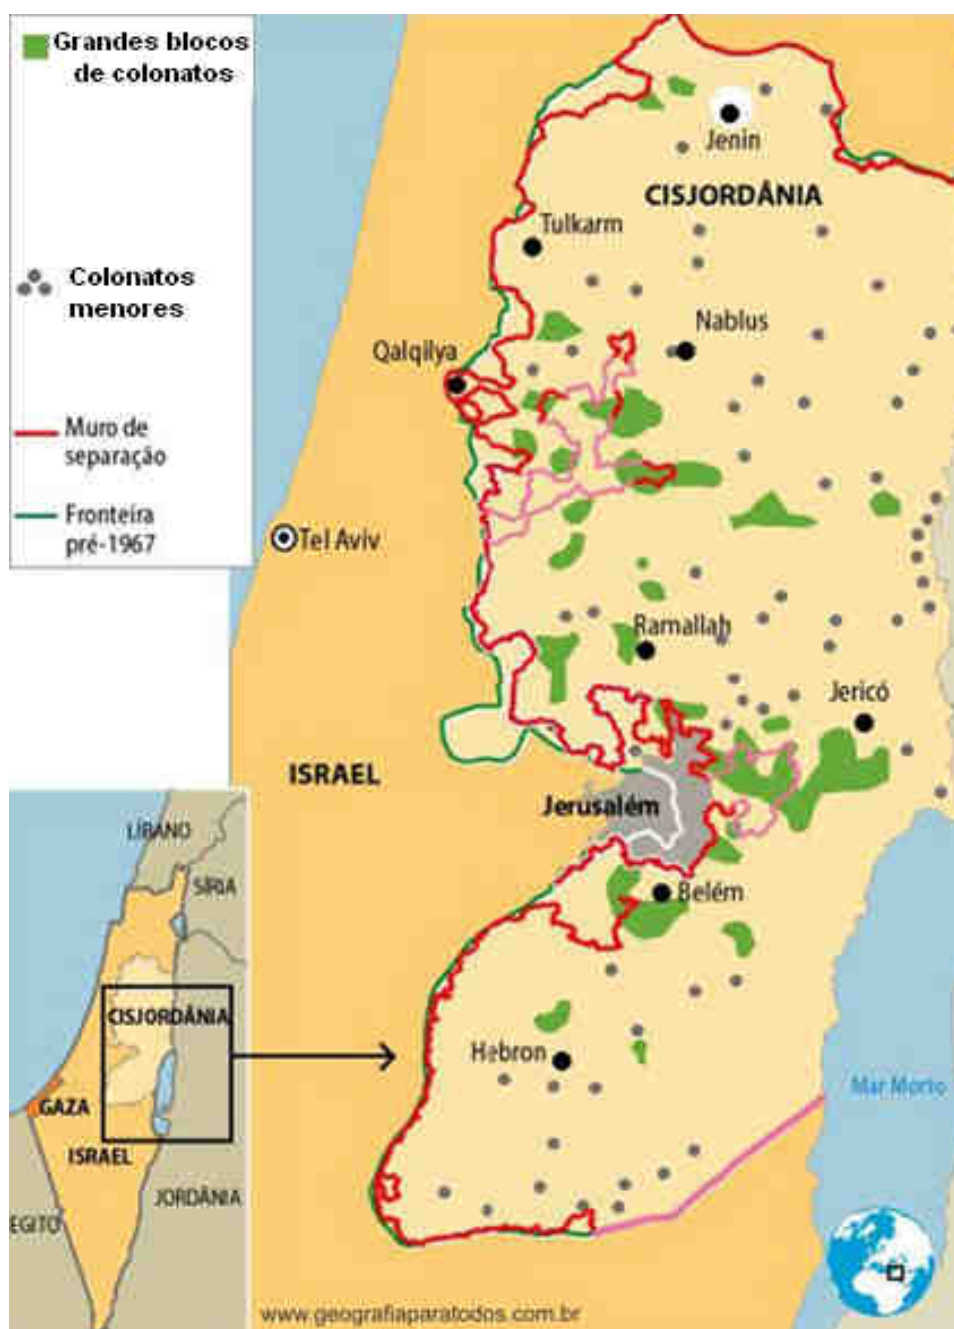 Grandes blocos
de colonatos
Colonatos
menores
Muro de
separação
Fronteira
pré-1967
Jenin
CISJORDÂNIA
Tulkarm
Nablus
Qalqilya
Tel Aviv
Ramallah
Jericó
ISRAEL
Jerusalém
Belém
Hebron
Mar Morto
LÍBANO
SÍRIA
CISJORDÂNIA
GAZA
ISRAEL
JORDÂNIA
EGITO
www.geografiaparatodos.com.br